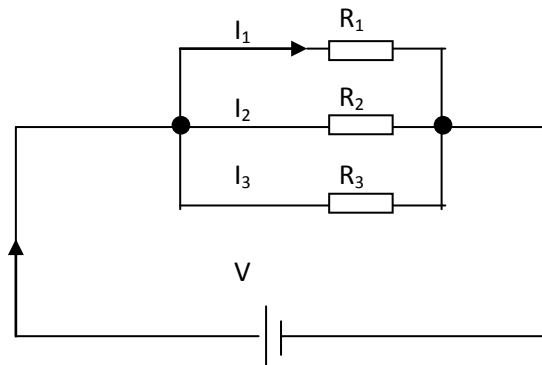 I₁ R₁
I₂ R₂
I₃ R₃
V